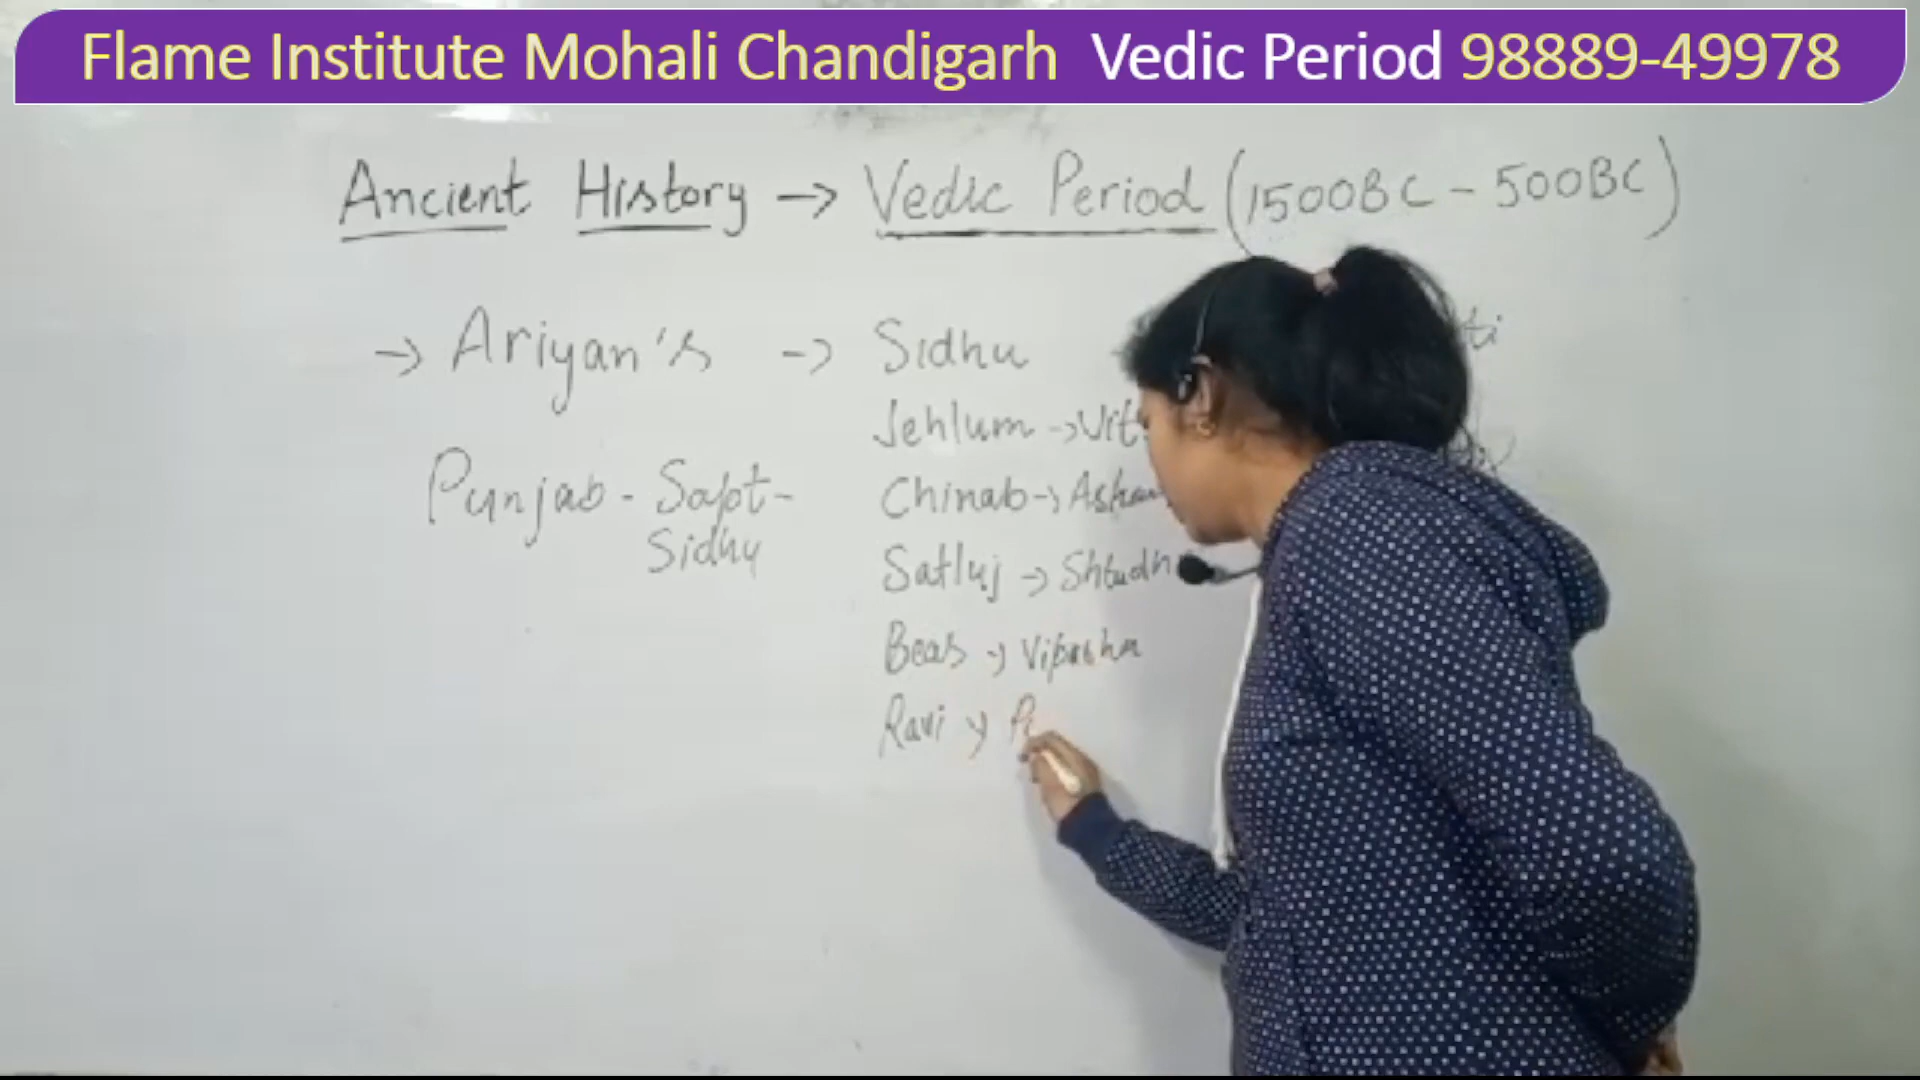 Flame Institute Mohali Chandigarh Vedic Period 98889-49978
Ancient History → Vedic Period (1500BC - 500BC)
→ Ariyan's → Sidhu
Jehlum →
Punjab - Sapt-
Sidhu
Chinab →
Satluj →
Beas → Vipasha
Ravi →